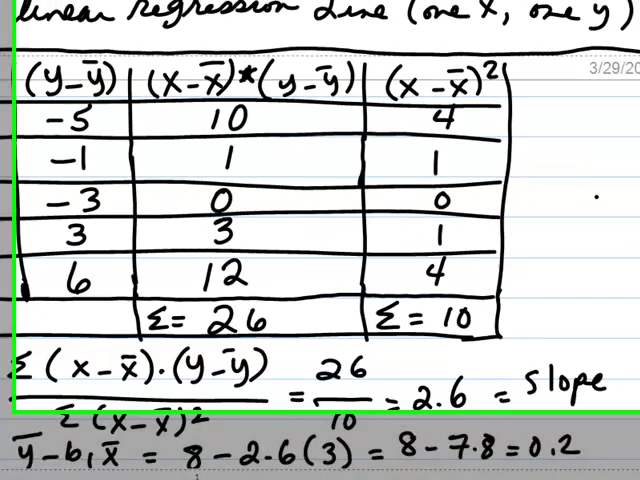 linear regression Line (one x, one y)
3/29/20
(y-ȳ) (x-x̄)*(y-ȳ) (x-x̄)²
-5 10 4
-1 1 1
-3 0 0
3 3 1
6 12 4
Σ= 26 Σ= 10
Σ(x-x̄)·(y-ȳ) / Σ(x-x̄)² = 26/10 = 2.6 = slope
ȳ-b₁x̄ = 8-2.6(3) = 8-7.8=0.2